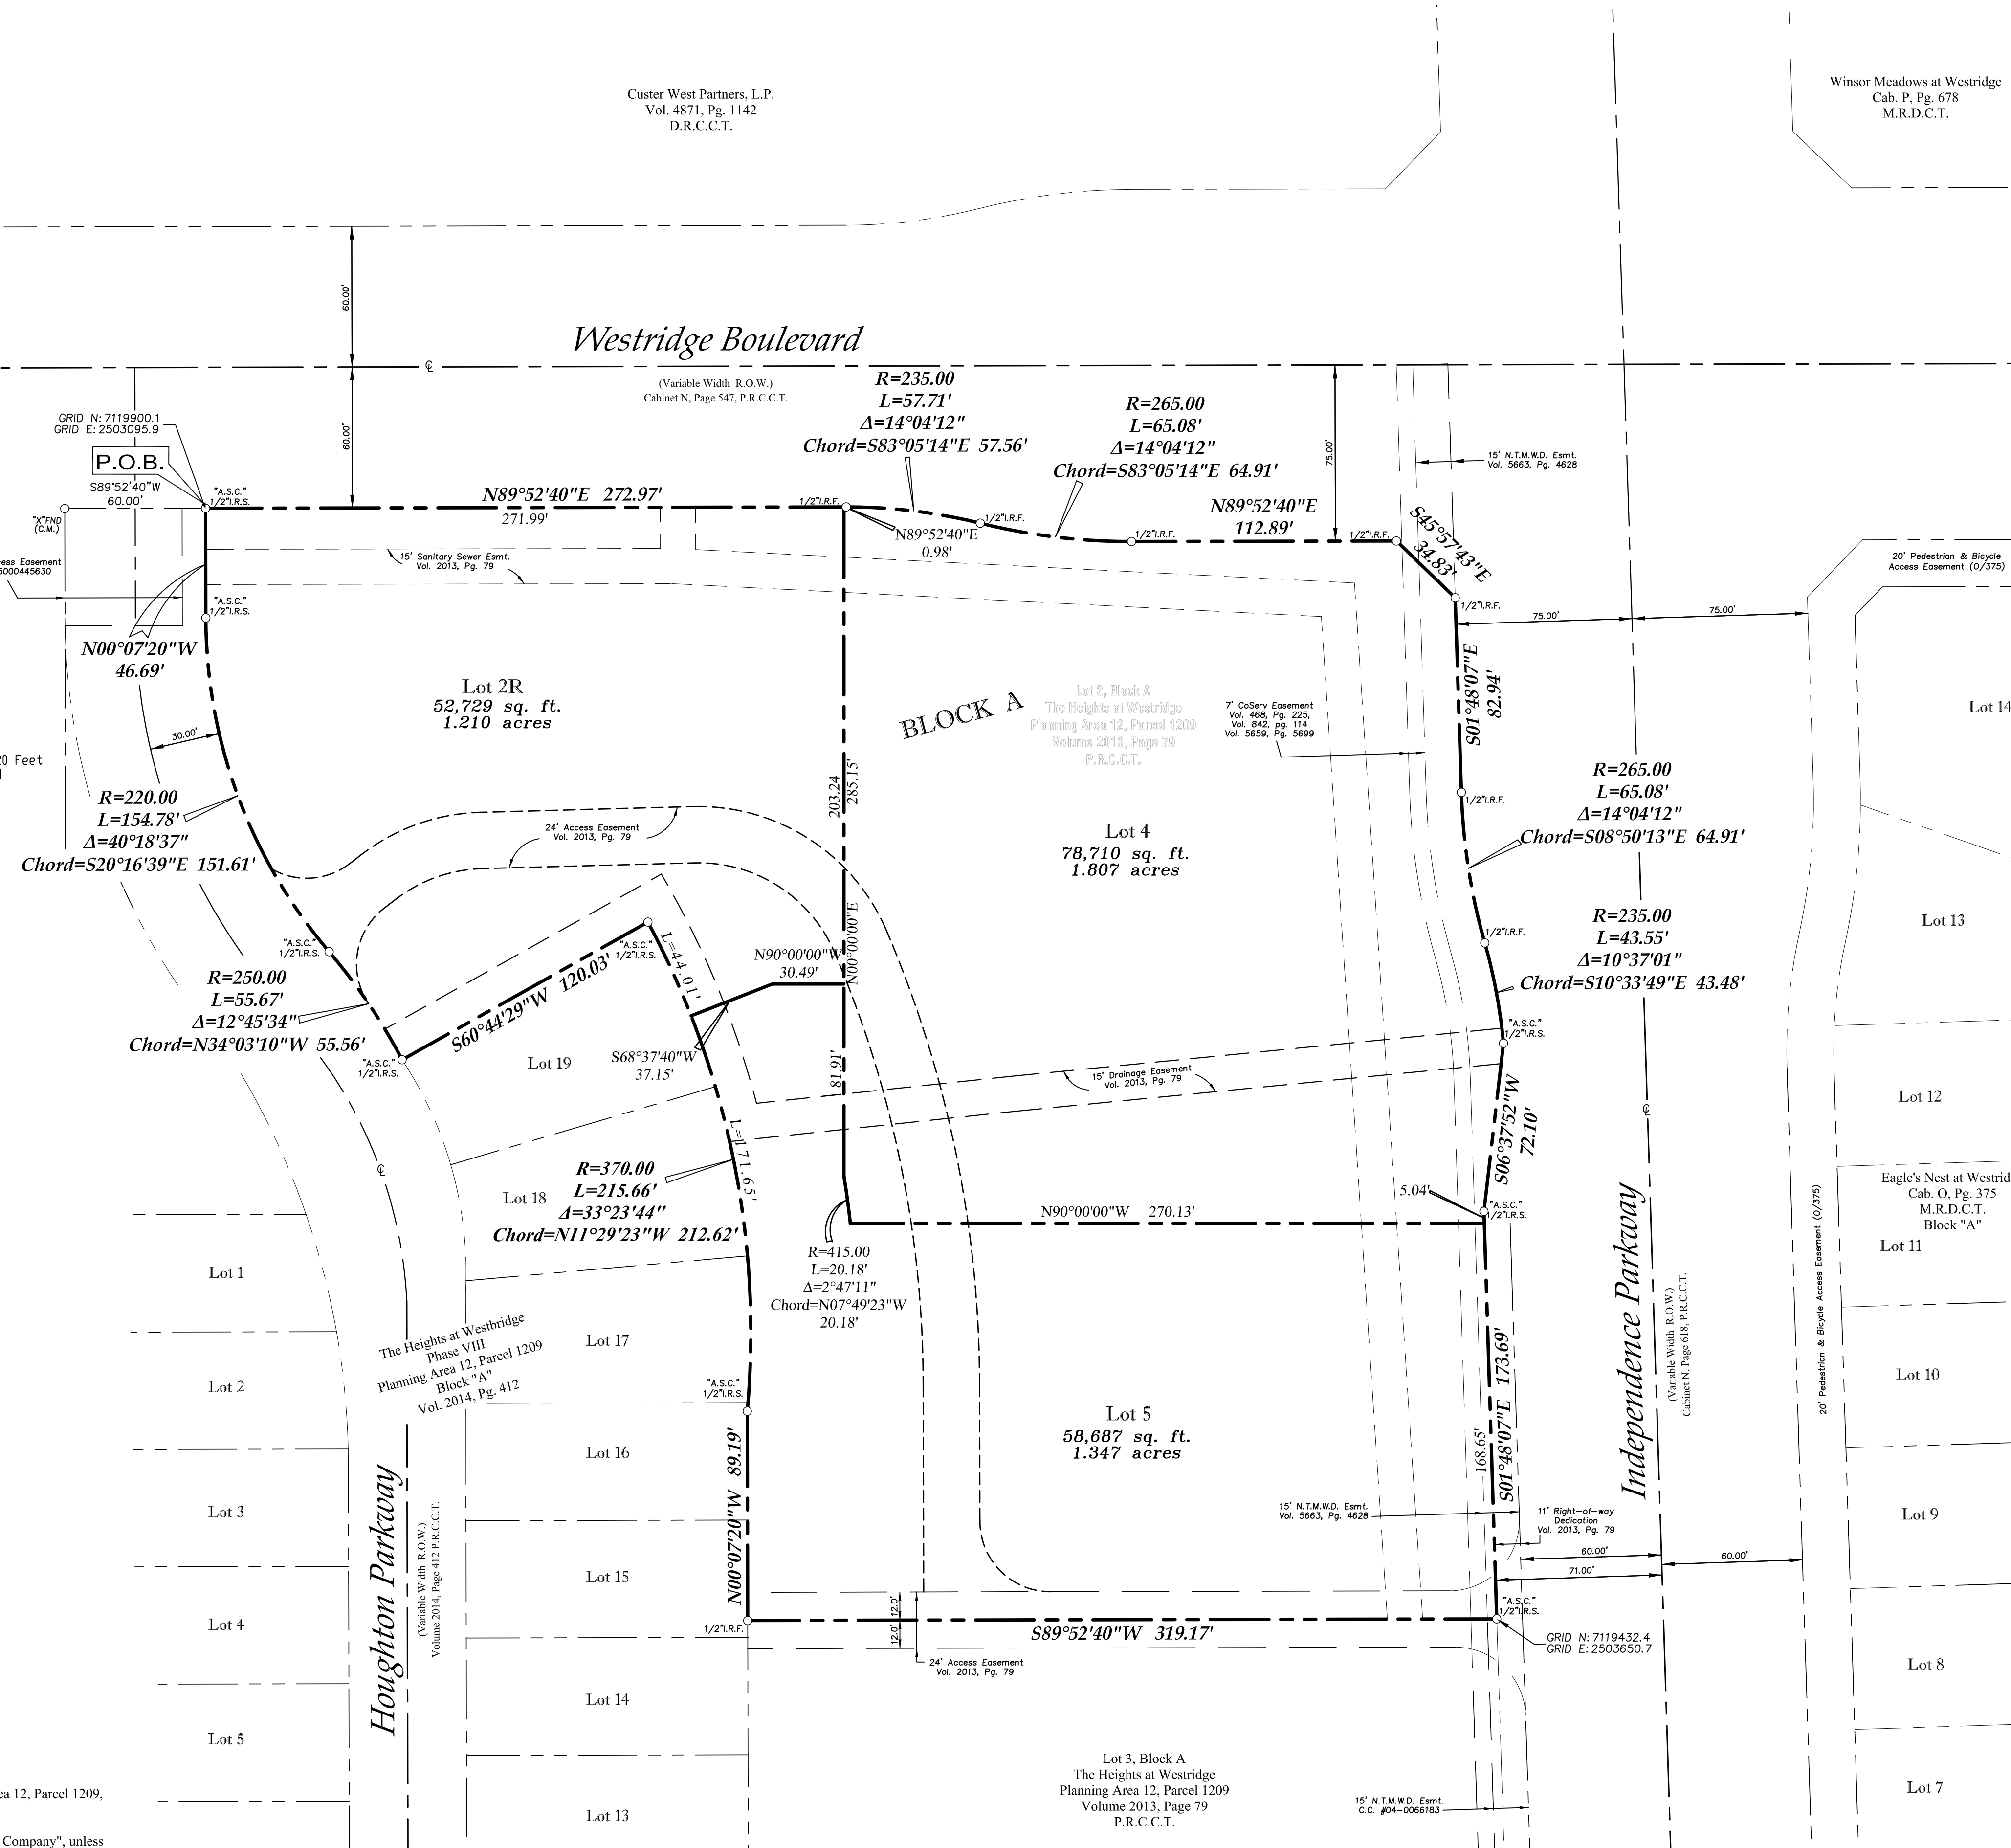 Custer West Partners, L.P.
Vol. 4871, Pg. 1142
D.R.C.C.T.
Winsor Meadows at Westridge
Cab. P, Pg. 678
M.R.D.C.T.
60.00'
Westridge Boulevard
(Variable Width R.O.W.)
Cabinet N, Page 547, P.R.C.C.T.
60.00'
75.00'
GRID N: 7119900.1
GRID E: 2503095.9
P.O.B.
S89°52'40"W
60.00'
"X"FND
(C.M.)
"A.S.C."
1/2"I.R.S.
N89°52'40"E 272.97'
271.99'
1/2"I.R.F.
N89°52'40"E
0.98'
R=235.00
L=57.71'
Δ=14°04'12"
Chord=S83°05'14"E 57.56'
1/2"I.R.F.
R=265.00
L=65.08'
Δ=14°04'12"
Chord=S83°05'14"E 64.91'
1/2"I.R.F.
N89°52'40"E
112.89'
1/2"I.R.F.
S45°57'43"E
34.83'
1/2"I.R.F.
15' N.T.M.W.D. Esmt.
Vol. 5663, Pg. 4628
75.00'
75.00'
20' Pedestrian & Bicycle
Access Easement (O/375)
cess Easement
5000445630
15' Sanitary Sewer Esmt.
Vol. 2013, Pg. 79
"A.S.C."
1/2"I.R.S.
N00°07'20"W
46.69'
30.00'
20 Feet
Lot 2R
52,729 sq. ft.
1.210 acres
BLOCK A
Lot 2, Block A
The Heights at Westridge
Planning Area 12, Parcel 1209
Volume 2013, Page 79
P.R.C.C.T.
7' CoServ Easement
Vol. 468, Pg. 225,
Vol. 842, pg. 114
Vol. 5659, Pg. 5699
S01°48'07"E
82.94'
1/2"I.R.F.
Lot 14
R=220.00
L=154.78'
Δ=40°18'37"
Chord=S20°16'39"E 151.61'
24' Access Easement
Vol. 2013, Pg. 79
203.24
285.15'
N00°00'00"E
Lot 4
78,710 sq. ft.
1.807 acres
R=265.00
L=65.08'
Δ=14°04'12"
Chord=S08°50'13"E 64.91'
1/2"I.R.F.
R=235.00
L=43.55'
Δ=10°37'01"
Chord=S10°33'49"E 43.48'
Lot 13
"A.S.C."
1/2"I.R.S.
R=250.00
L=55.67'
Δ=12°45'34"
Chord=N34°03'10"W 55.56'
"A.S.C."
1/2"I.R.S.
S60°44'29"W 120.03'
"A.S.C."
1/2"I.R.S.
L=44.01'
N90°00'00"W
30.49'
S68°37'40"W
37.15'
Lot 19
81.91'
15' Drainage Easement
Vol. 2013, Pg. 79
"A.S.C."
1/2"I.R.S.
S06°37'52"W
72.10'
Lot 12
L=171.65'
R=370.00
L=215.66'
Δ=33°23'44"
Chord=N11°29'23"W 212.62'
Lot 18
R=415.00
L=20.18'
Δ=2°47'11"
Chord=N07°49'23"W
20.18'
N90°00'00"W 270.13'
5.04'
"A.S.C."
1/2"I.R.S.
Eagle's Nest at Westrid
Cab. O, Pg. 375
M.R.D.C.T.
Block "A"
Lot 11
Lot 1
The Heights at Westbridge
Phase VIII
Planning Area 12, Parcel 1209
Block "A"
Vol. 2014, Pg. 412
Lot 17
Independence Parkway
(Variable Width R.O.W.)
Cabinet N, Page 618, P.R.C.C.T.
20' Pedestrian & Bicycle Access Easement (O/375)
Lot 2
"A.S.C."
1/2"I.R.S.
Lot 10
S01°48'07"E 173.69'
168.65'
Lot 5
58,687 sq. ft.
1.347 acres
Lot 16
N00°07'20"W 89.19'
Lot 3
Houghton Parkway
(Variable Width R.O.W.)
Volume 2014, Page 412 P.R.C.C.T.
15' N.T.M.W.D. Esmt.
Vol. 5663, Pg. 4628
11' Right-of-way
Dedication
Vol. 2013, Pg. 79
Lot 9
60.00'
60.00'
71.00'
Lot 15
Lot 4
12.0'
12.0'
1/2"I.R.F.
S89°52'40"W 319.17'
"A.S.C."
1/2"I.R.S.
GRID N: 7119432.4
GRID E: 2503650.7
24' Access Easement
Vol. 2013, Pg. 79
Lot 8
Lot 14
Lot 5
Lot 3, Block A
The Heights at Westridge
Planning Area 12, Parcel 1209
Volume 2013, Page 79
P.R.C.C.T.
15' N.T.M.W.D. Esmt.
C.C. #04-0066183
Lot 7
ea 12, Parcel 1209,
Lot 13
Company", unless